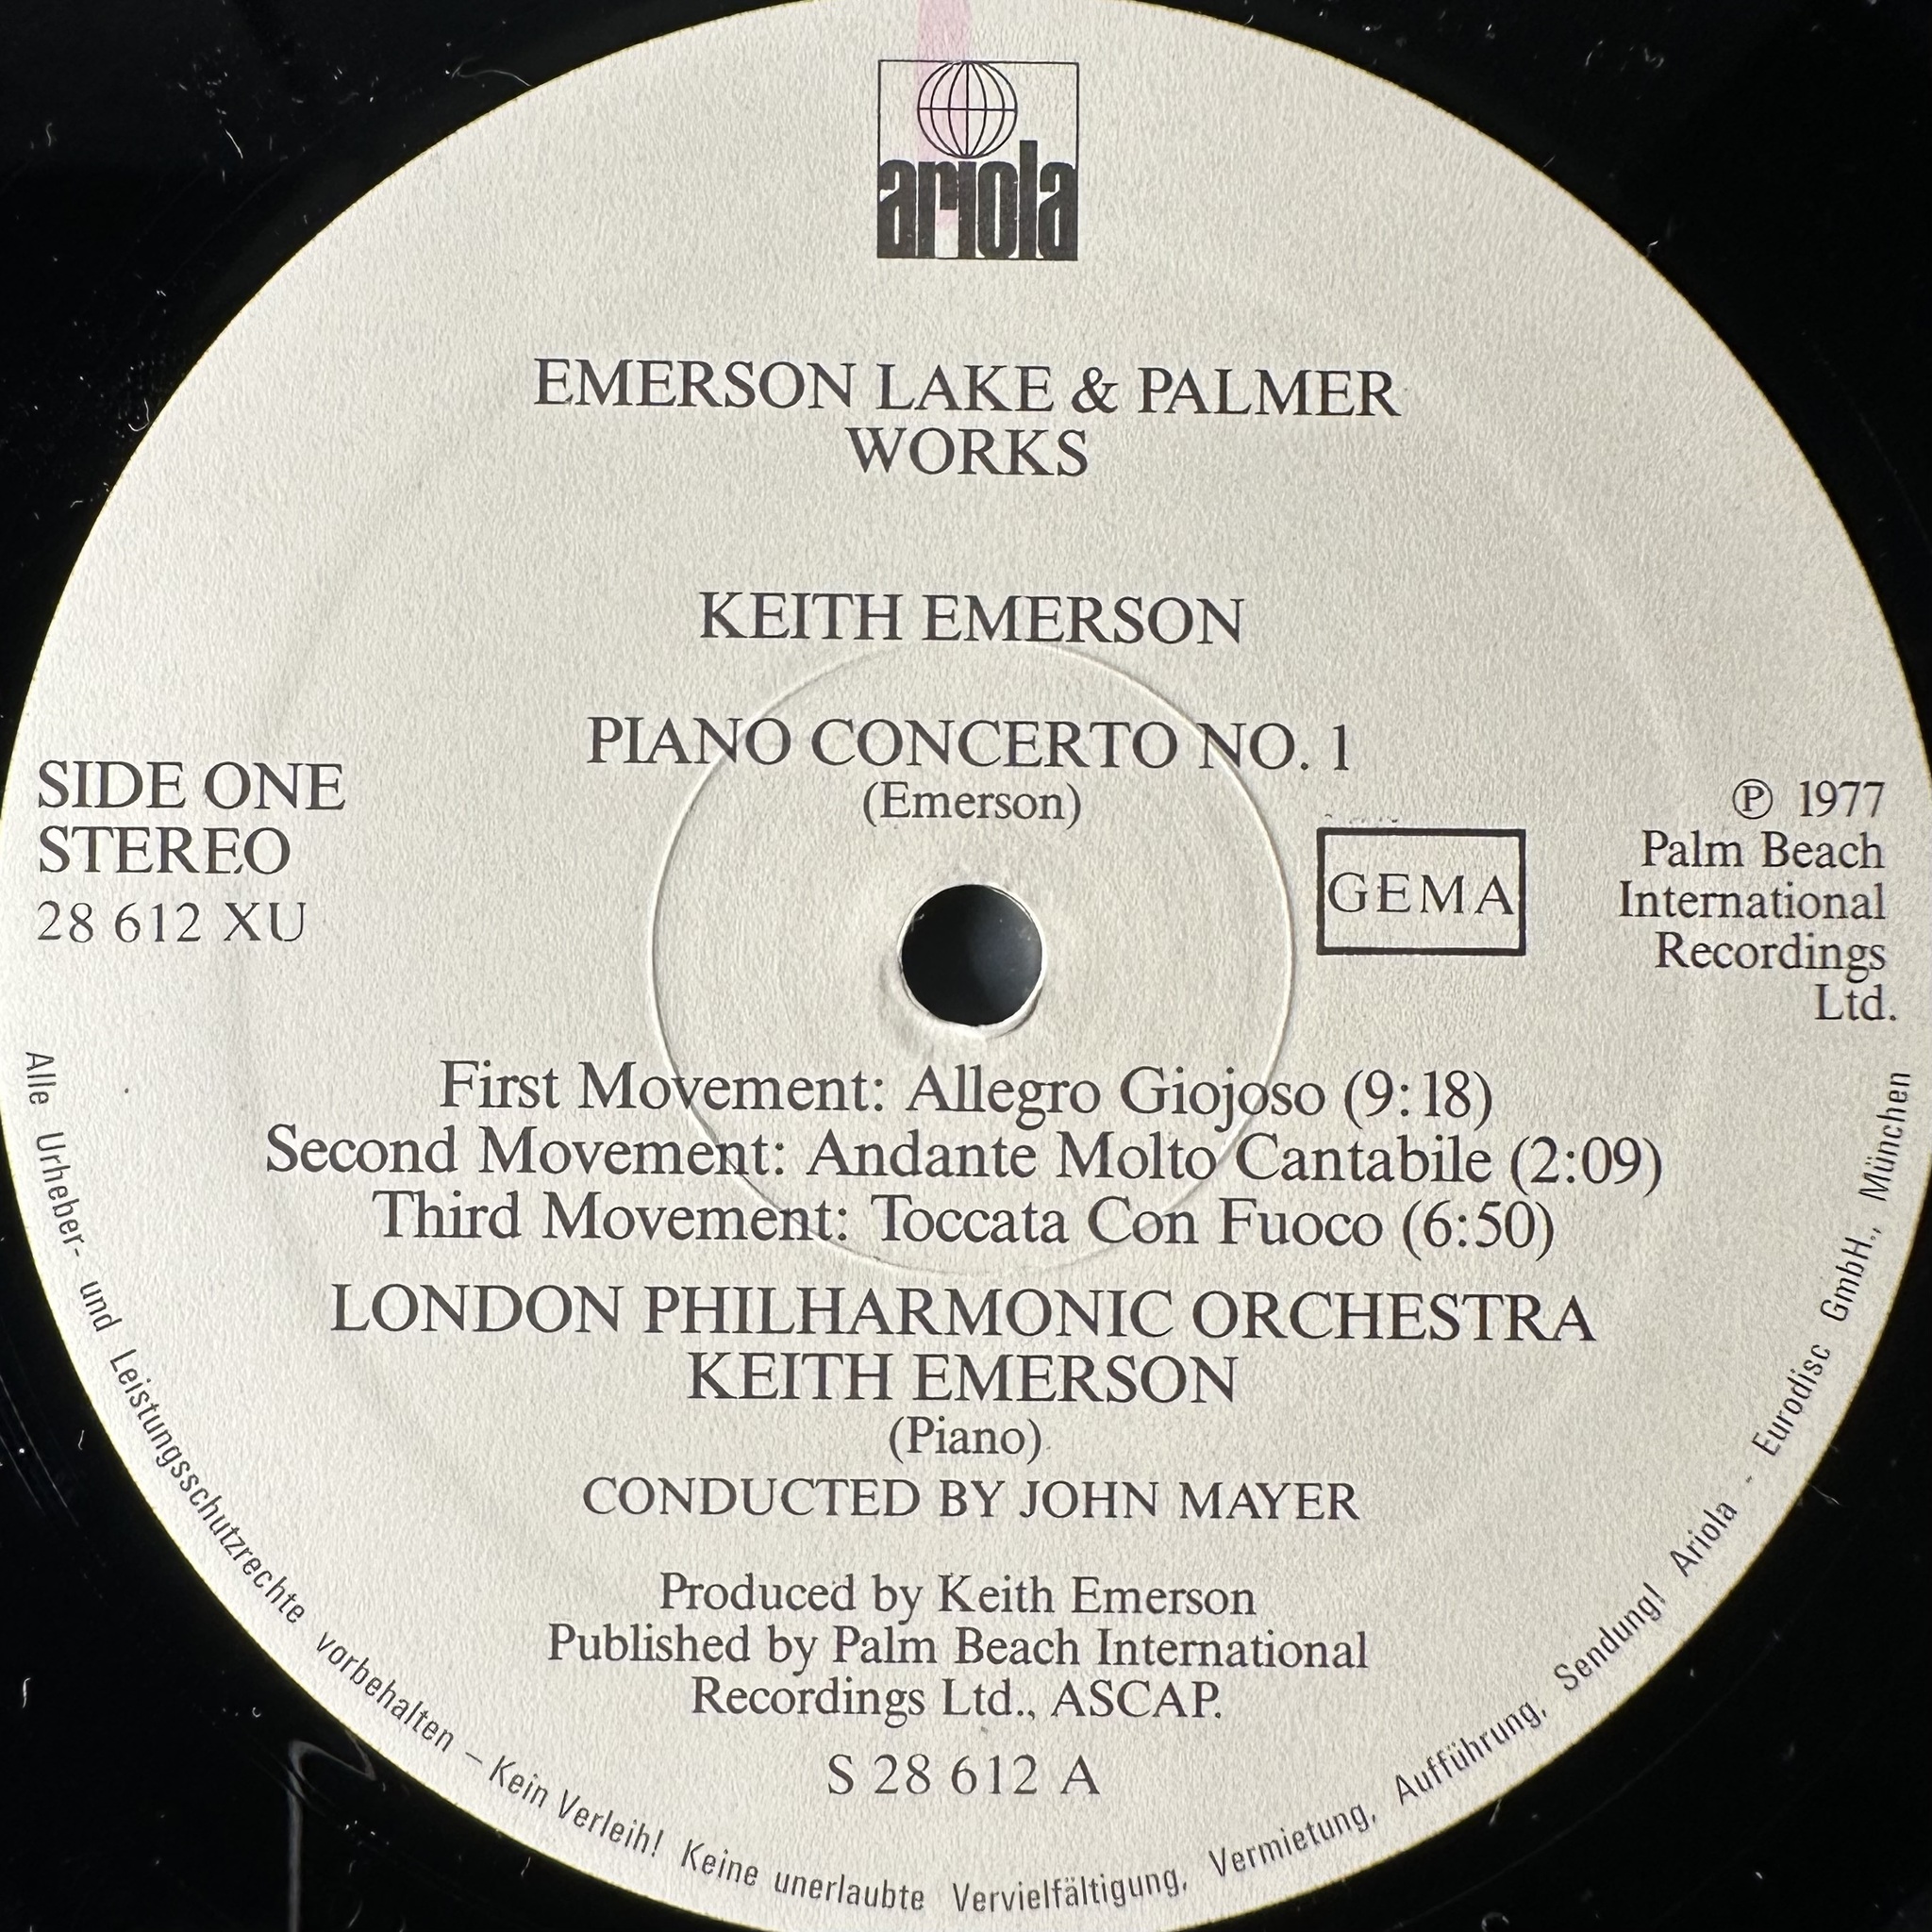 ariola
EMERSON LAKE & PALMER
WORKS
KEITH EMERSON
PIANO CONCERTO NO. 1
(Emerson)
SIDE ONE
STEREO
28 612 XU
GEMA
℗ 1977
Palm Beach
International
Recordings
Ltd.
First Movement: Allegro Giojoso (9:18)
Second Movement: Andante Molto Cantabile (2:09)
Third Movement: Toccata Con Fuoco (6:50)
LONDON PHILHARMONIC ORCHESTRA
KEITH EMERSON
(Piano)
CONDUCTED BY JOHN MAYER
Produced by Keith Emerson
Published by Palm Beach International
Recordings Ltd., ASCAP.
S 28 612 A
Alle Urheber- und Leistungsschutzrechte vorbehalten – Kein Verleih! Keine unerlaubte Vervielfältigung, Vermietung, Aufführung, Sendung! Ariola - Eurodisc GmbH., München